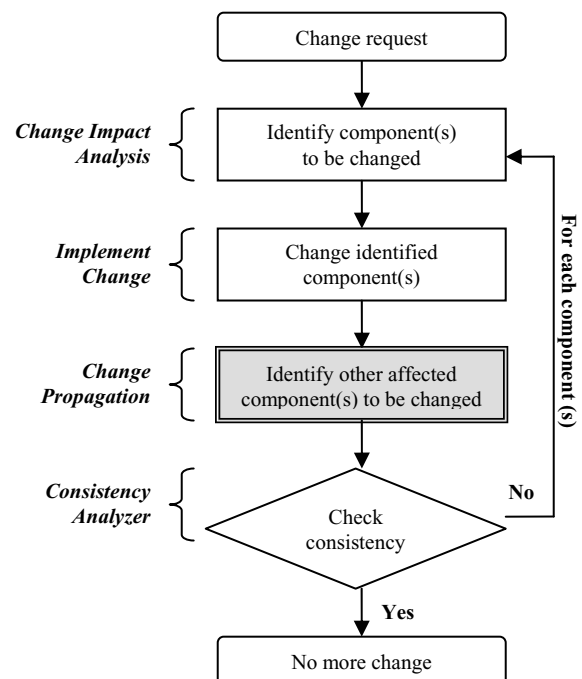 Change request
Change Impact
Analysis
Identify component(s)
to be changed
Implement
Change
Change identified
component(s)
For each component (s)
Change
Propagation
Identify other affected
component(s) to be changed
Consistency
Analyzer
Check
consistency
No
Yes
No more change